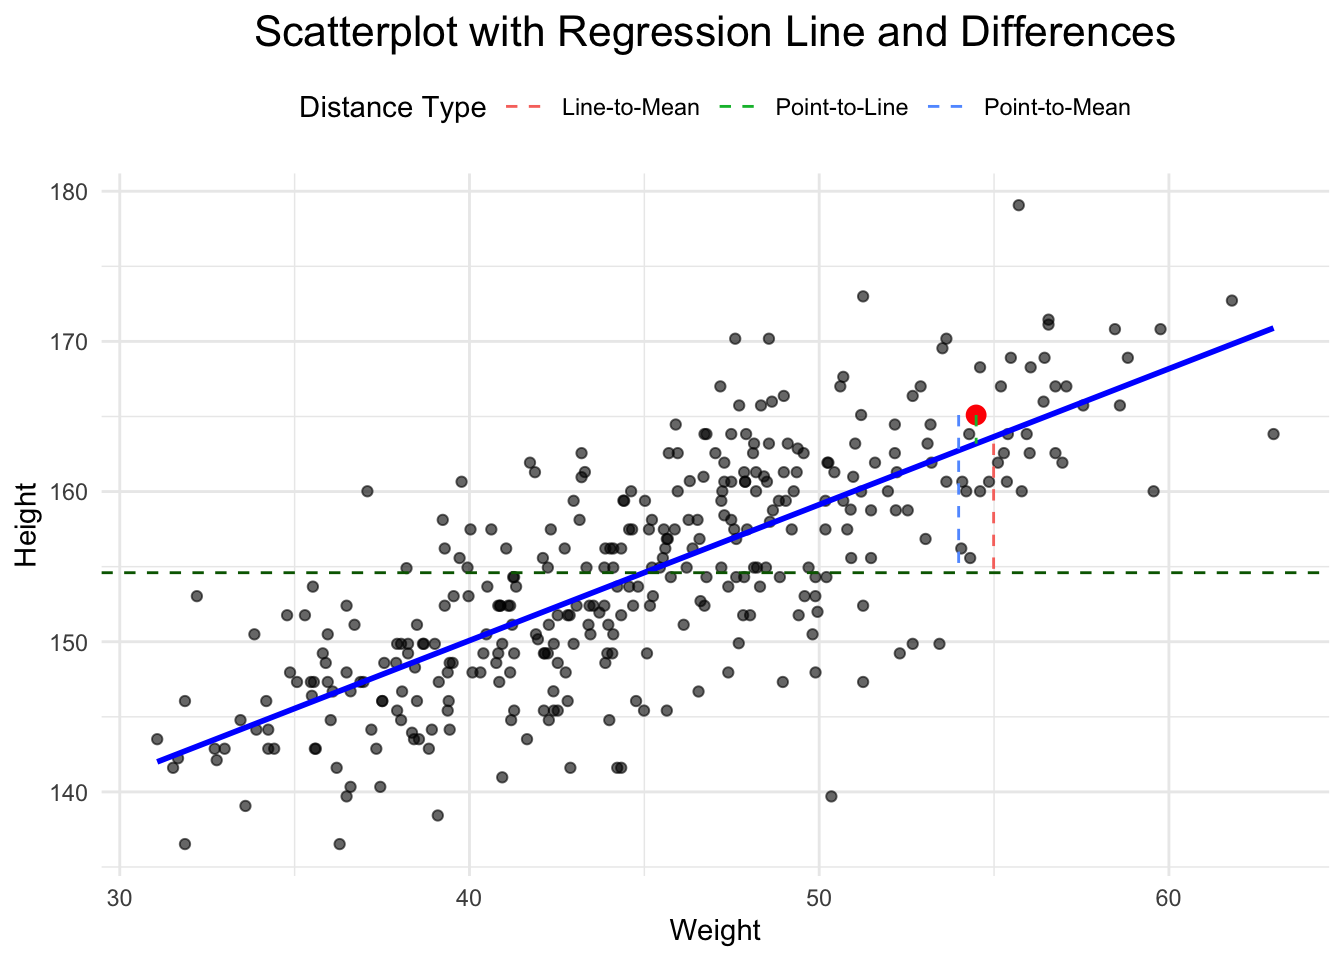 Scatterplot with Regression Line and Differences
Distance Type Line-to-Mean Point-to-Line Point-to-Mean
180
170
160
150
140
Height
30 40 50 60
Weight